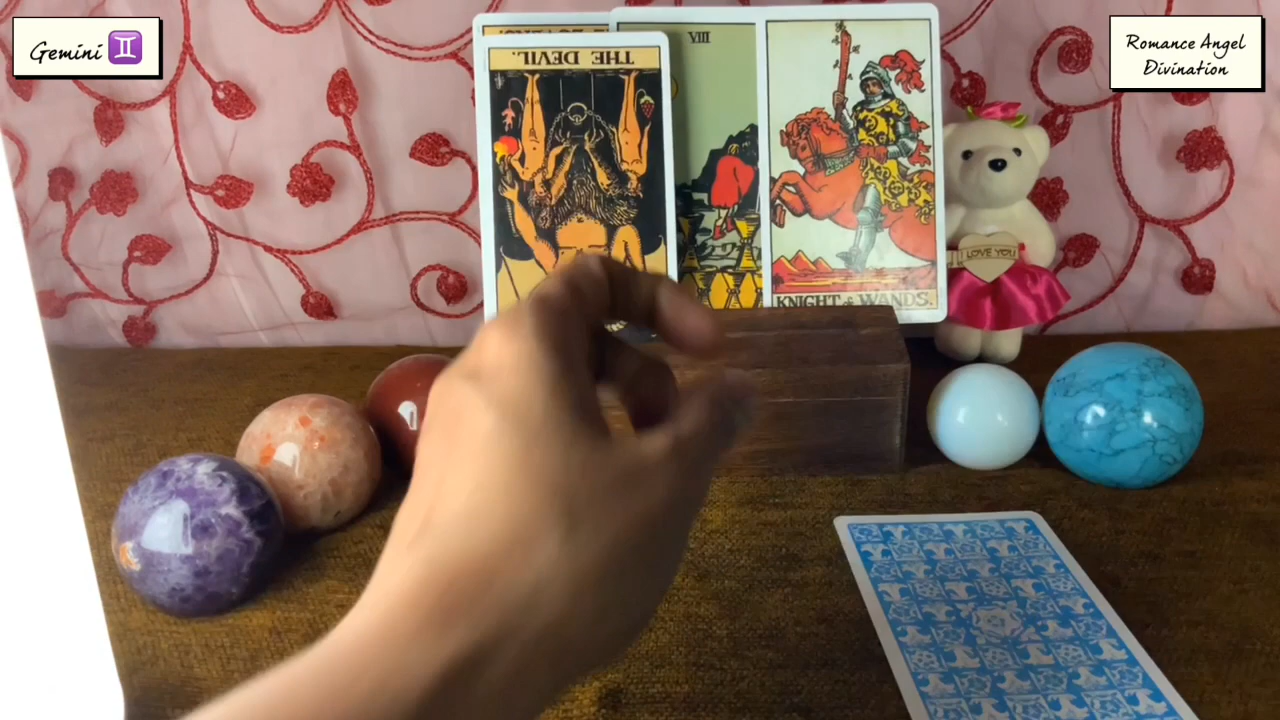 Gemini ♊
Romance Angel
Divination
THE DEVIL.
VIII
KNIGHT of WANDS.
I LOVE YOU